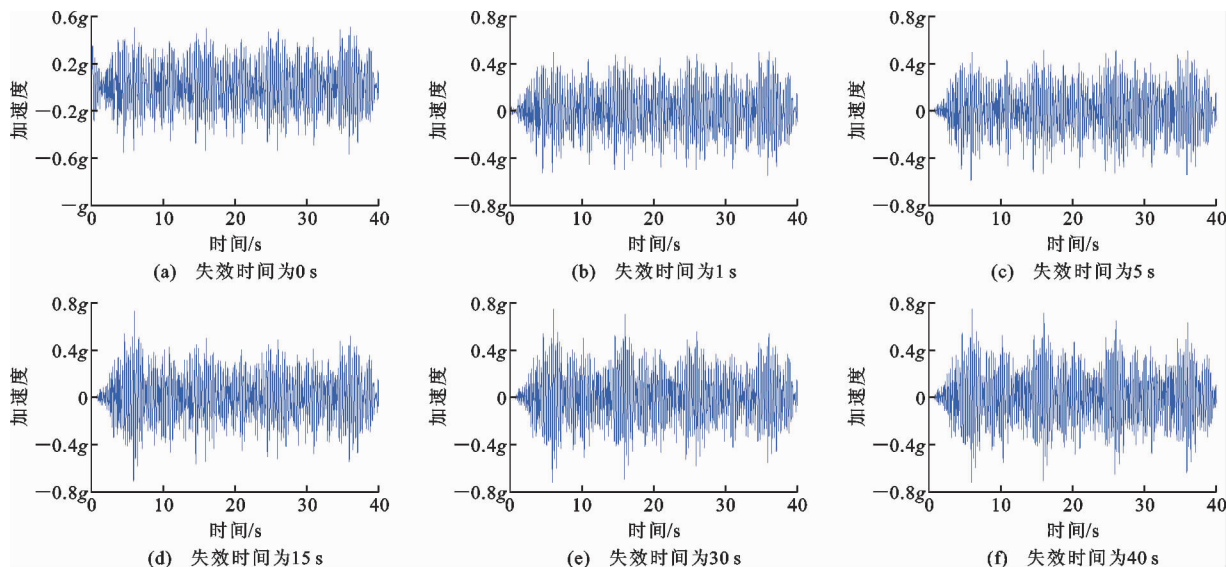 0.6g
0.2g
-0.2g
-0.6g
-g
0 10 20 30 40
加速度
时间/s
(a) 失效时间为0 s
0.8g
0.4g
0
-0.4g
-0.8g
0 10 20 30 40
加速度
时间/s
(b) 失效时间为1 s
0.8g
0.4g
0
-0.4g
-0.8g
0 10 20 30 40
加速度
时间/s
(c) 失效时间为5 s
0.8g
0.4g
0
-0.4g
-0.8g
0 10 20 30 40
加速度
时间/s
(d) 失效时间为15 s
0.8g
0.4g
0
-0.4g
-0.8g
0 10 20 30 40
加速度
时间/s
(e) 失效时间为30 s
0.8g
0.4g
0
-0.4g
-0.8g
0 10 20 30 40
加速度
时间/s
(f) 失效时间为40 s